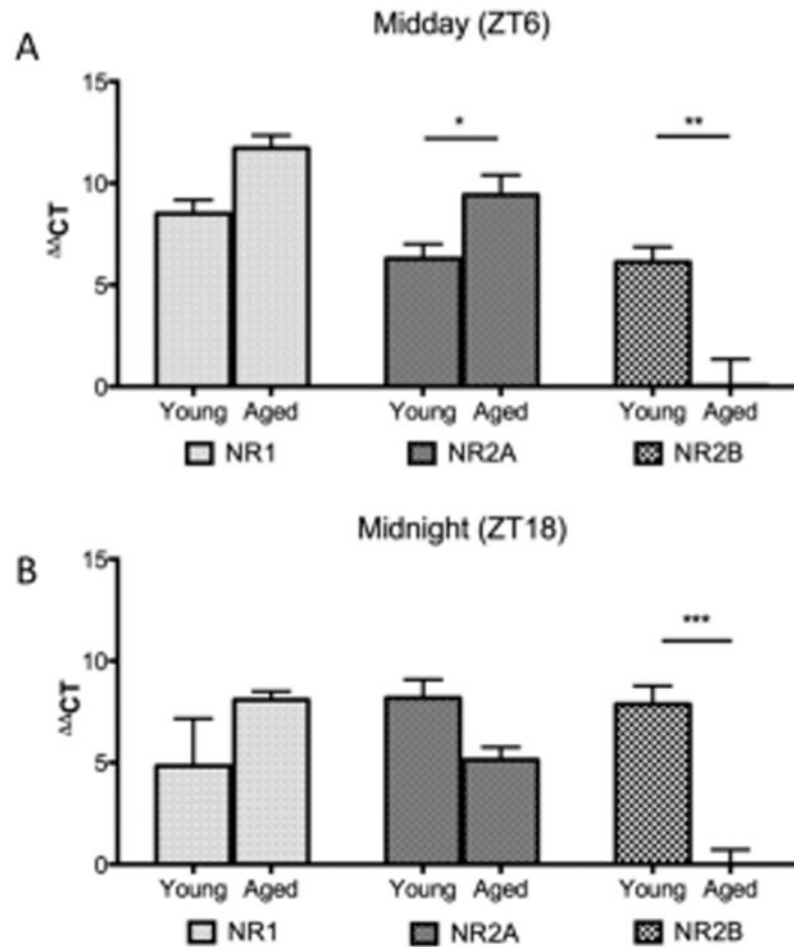 A
Midday (ZT6)
15
10
5
0
ΔΔCT
*
**
Young Aged Young Aged Young Aged
NR1 NR2A NR2B
B
Midnight (ZT18)
15
10
5
0
ΔΔCT
***
Young Aged Young Aged Young Aged
NR1 NR2A NR2B